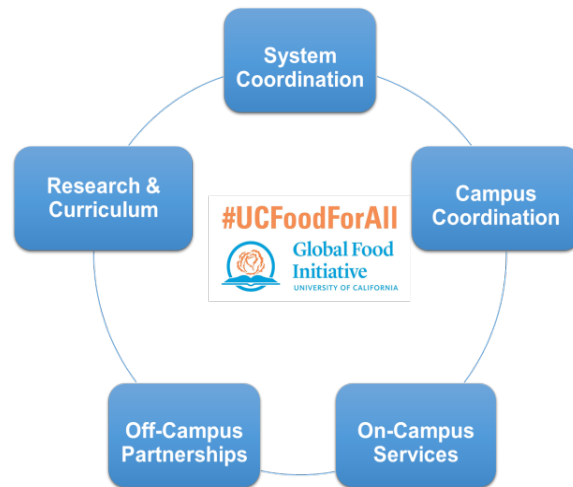 System
Coordination
Research &
Curriculum
Campus
Coordination
#UCFoodForAll
Global Food
Initiative
UNIVERSITY OF CALIFORNIA
Off-Campus
Partnerships
On-Campus
Services